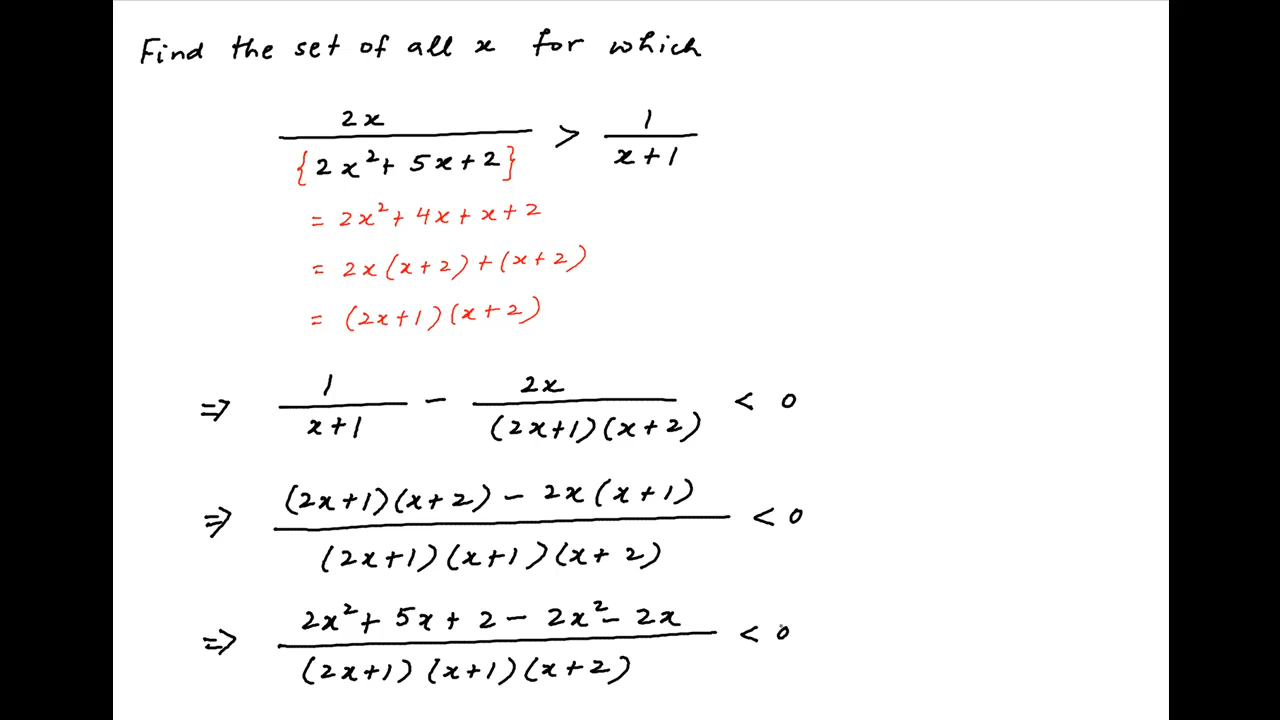 Find the set of all x for which
2x / {2x² + 5x + 2} > 1 / x + 1
= 2x² + 4x + x + 2
= 2x(x + 2) + (x + 2)
= (2x + 1)(x + 2)
⇒ 1 / x + 1 − 2x / (2x + 1)(x + 2) < 0
⇒ (2x + 1)(x + 2) − 2x(x + 1) / (2x + 1)(x + 1)(x + 2) < 0
⇒ 2x² + 5x + 2 − 2x² − 2x / (2x + 1)(x + 1)(x + 2) < 0